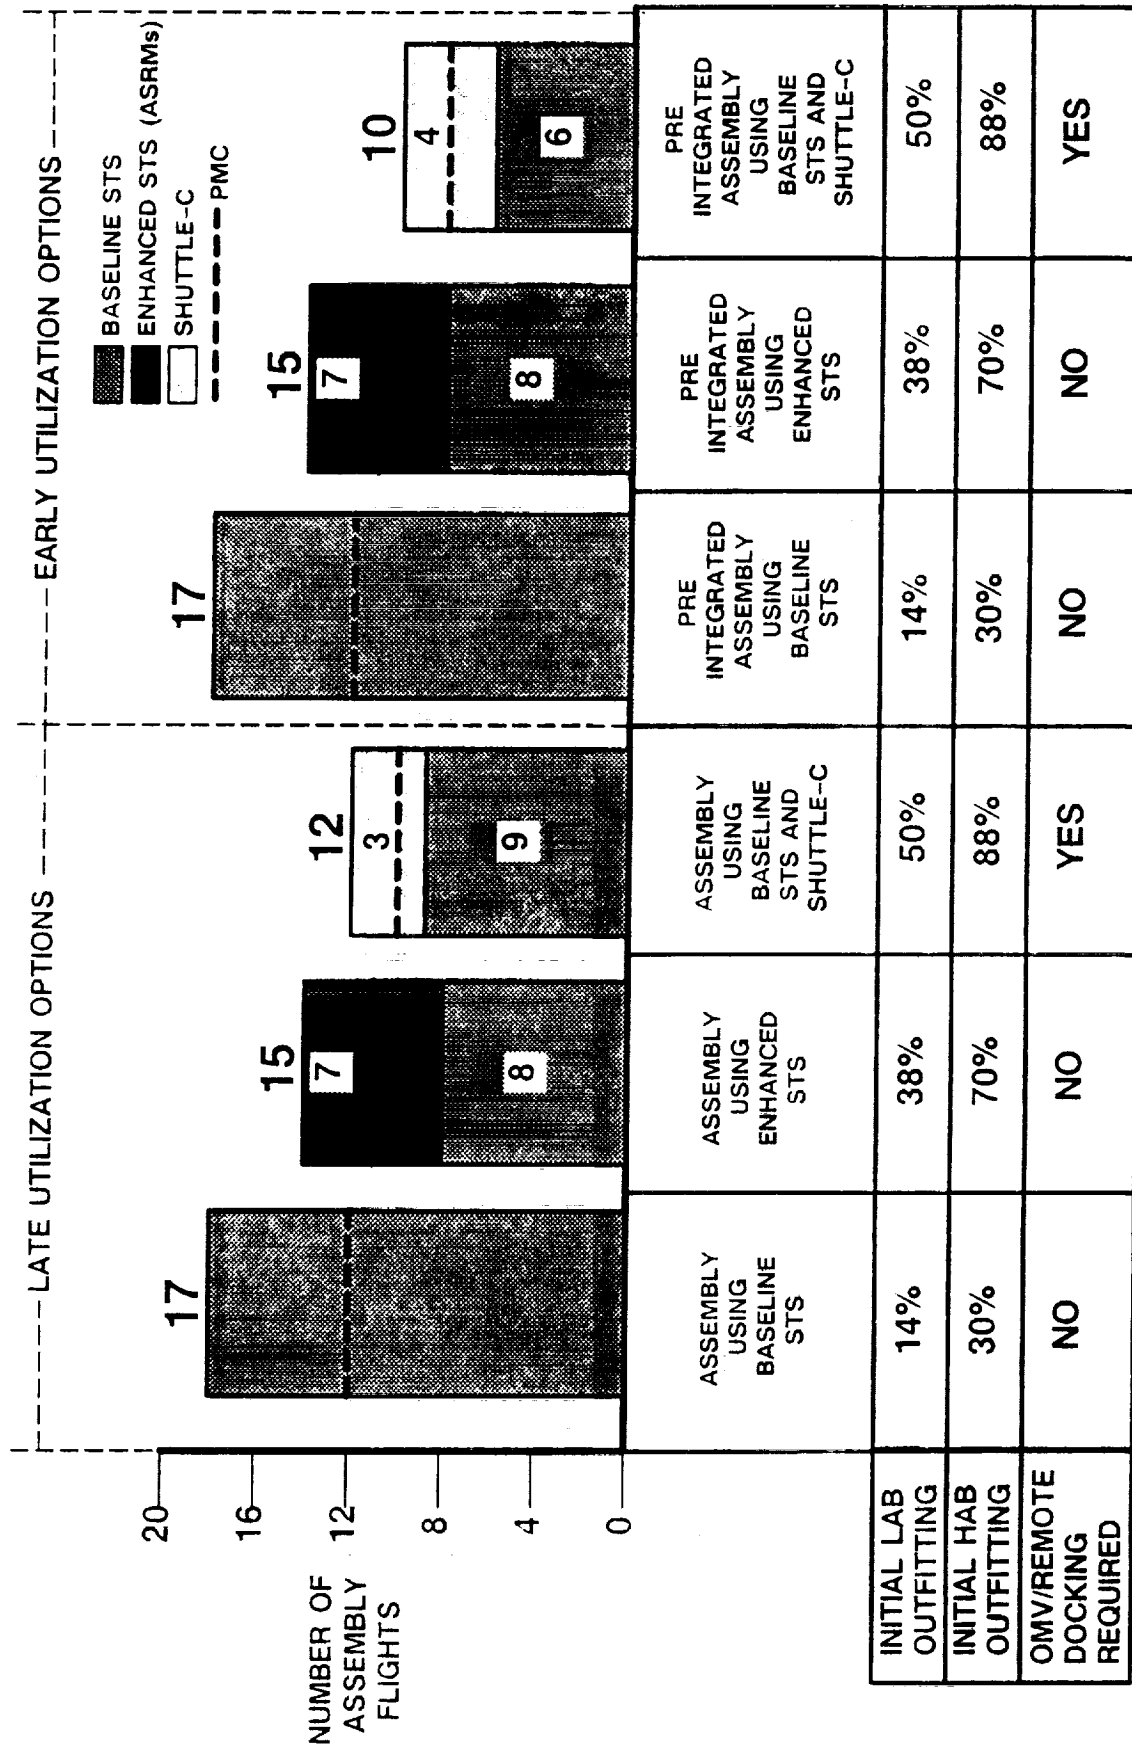 LATE UTILIZATION OPTIONS
EARLY UTILIZATION OPTIONS
BASELINE STS
ENHANCED STS (ASRMs)
SHUTTLE-C
PMC
NUMBER OF
ASSEMBLY
FLIGHTS
20
16
12
8
4
0
17
15
7
8
12
3
9
17
15
7
8
10
4
6
ASSEMBLY
USING
BASELINE
STS
ASSEMBLY
USING
ENHANCED
STS
ASSEMBLY
USING
BASELINE
STS AND
SHUTTLE-C
PRE
INTEGRATED
ASSEMBLY
USING
BASELINE
STS
PRE
INTEGRATED
ASSEMBLY
USING
ENHANCED
STS
PRE
INTEGRATED
ASSEMBLY
USING
BASELINE
STS AND
SHUTTLE-C
INITIAL LAB
OUTFITTING
14%
38%
50%
14%
38%
50%
INITIAL HAB
OUTFITTING
30%
70%
88%
30%
70%
88%
OMV/REMOTE
DOCKING
REQUIRED
NO
NO
YES
NO
NO
YES